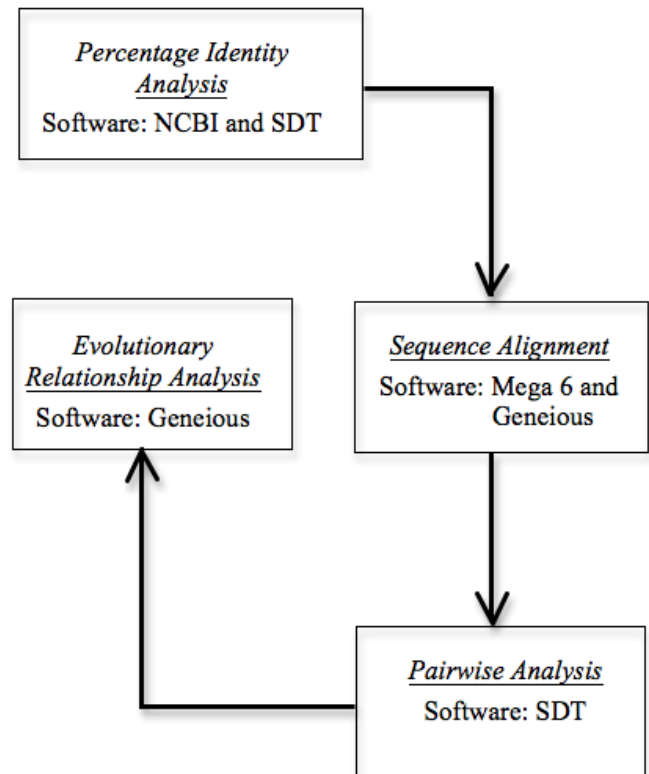 Percentage Identity
Analysis
Software: NCBI and SDT
Evolutionary
Relationship Analysis
Software: Geneious
Sequence Alignment
Software: Mega 6 and
Geneious
Pairwise Analysis
Software: SDT